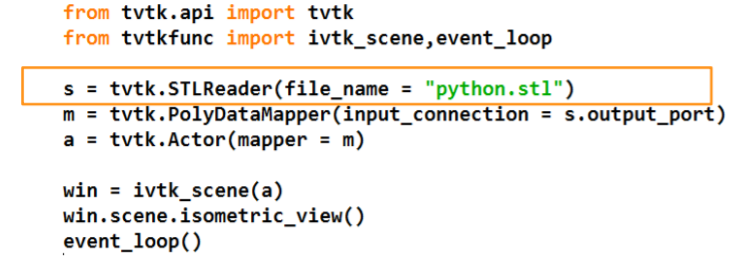 from tvtk.api import tvtk
from tvtkfunc import ivtk_scene,event_loop
s = tvtk.STLReader(file_name = "python.stl")
m = tvtk.PolyDataMapper(input_connection = s.output_port)
a = tvtk.Actor(mapper = m)
win = ivtk_scene(a)
win.scene.isometric_view()
event_loop()